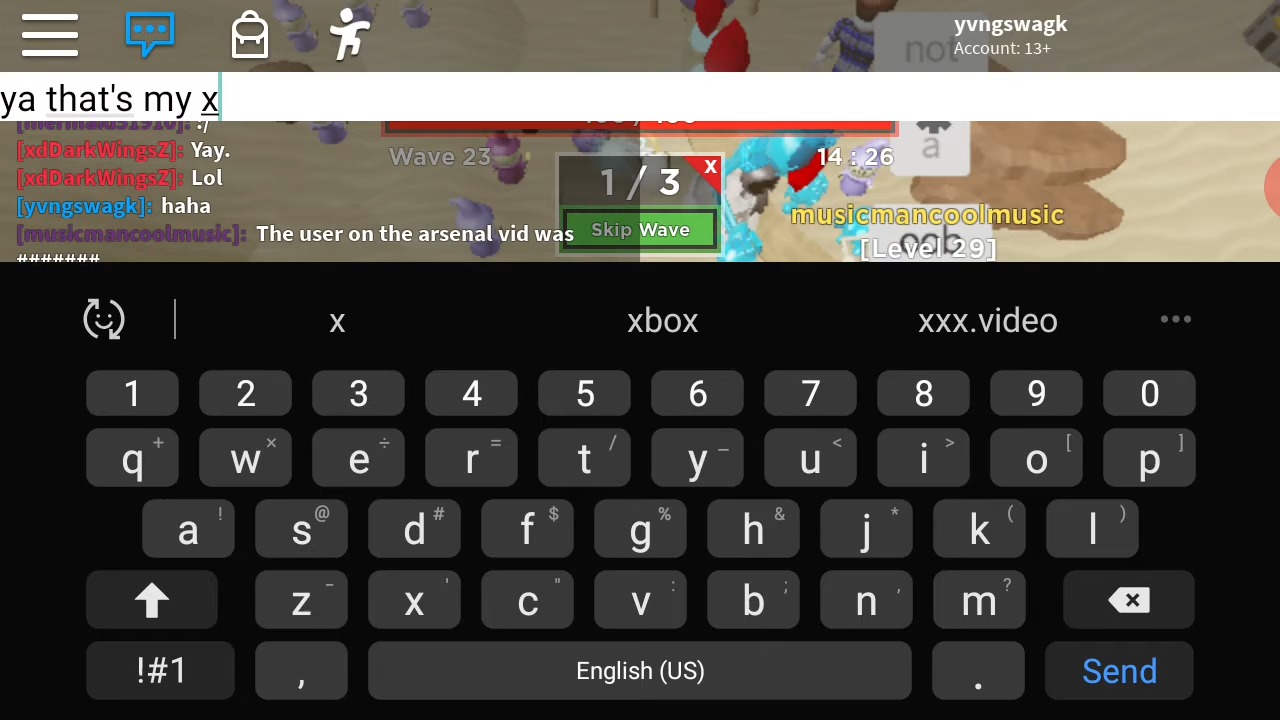 yvngswagk
Account: 13+
not
ya that's my x
[xdDarkWingsZ]: Yay.
Wave 23
14 : 26
a
[xdDarkWingsZ]: Lol
1 / 3
X
[yvngswagk]: haha
musicmancoolmusic
[musicmancoolmusic]: The user on the arsenal vid was
#######
Skip Wave
[Level 29]
x xbox xxx.video
1 2 3 4 5 6 7 8 9 0
q + w × e ÷ r = t / y _ u < i > o [ p ]
a ! s @ d # f $ g % h & j * k ( l )
z - x ' c " v : b ; n , m ?
!#1 , English (US) . Send